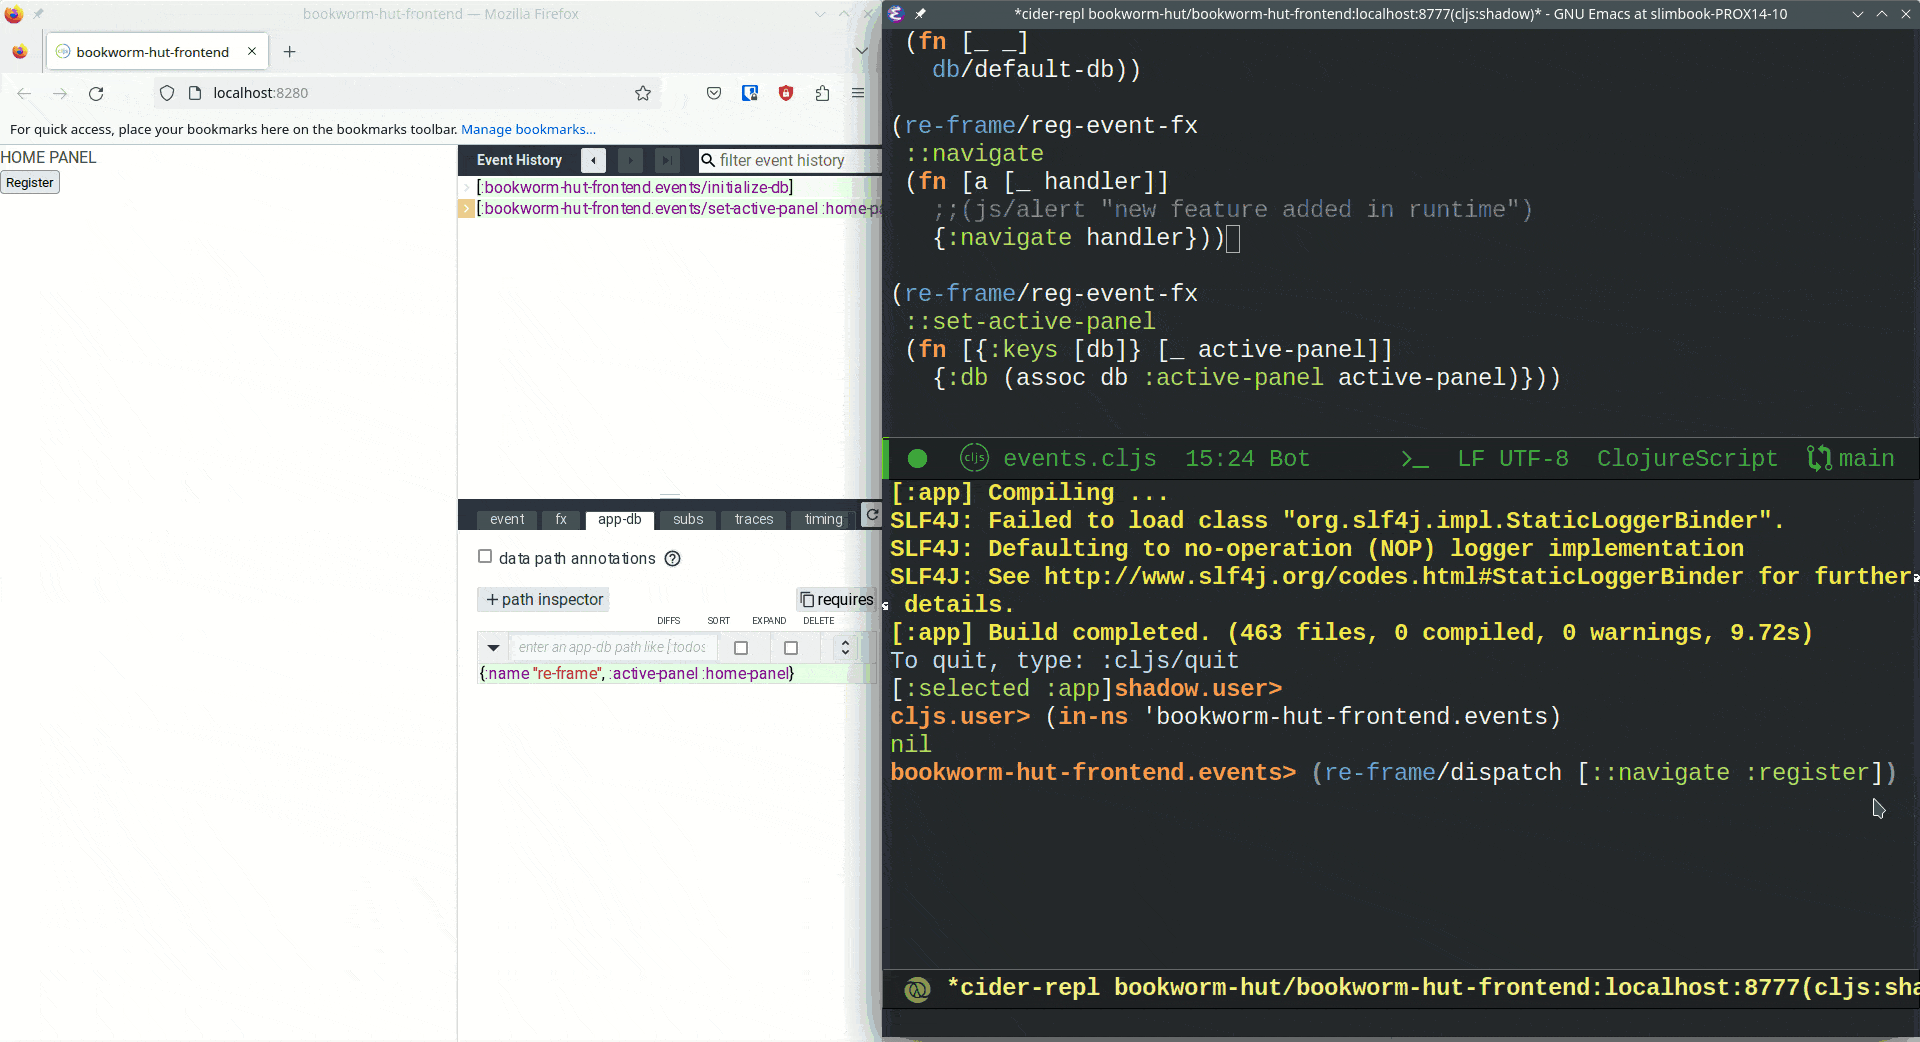 bookworm-hut-frontend — Mozilla Firefox
bookworm-hut-frontend
localhost:8280
For quick access, place your bookmarks here on the bookmarks toolbar. Manage bookmarks...
HOME PANEL
Register
Event History
filter event history
[:bookworm-hut-frontend.events/initialize-db]
[:bookworm-hut-frontend.events/set-active-panel :home-pa
event fx app-db subs traces timing
data path annotations
+ path inspector
requires
DIFFS SORT EXPAND DELETE
enter an app-db path like [:todos
{:name "re-frame", :active-panel :home-panel}
*cider-repl bookworm-hut/bookworm-hut-frontend:localhost:8777(cljs:shadow)* - GNU Emacs at slimbook-PROX14-10
(fn [_ _]
db/default-db))
(re-frame/reg-event-fx
::navigate
(fn [a [_ handler]]
;;(js/alert "new feature added in runtime")
{:navigate handler}))
(re-frame/reg-event-fx
::set-active-panel
(fn [{:keys [db]} [_ active-panel]]
{:db (assoc db :active-panel active-panel)}))
cljs events.cljs 15:24 Bot >_ LF UTF-8 ClojureScript main
[:app] Compiling ...
SLF4J: Failed to load class "org.slf4j.impl.StaticLoggerBinder".
SLF4J: Defaulting to no-operation (NOP) logger implementation
SLF4J: See http://www.slf4j.org/codes.html#StaticLoggerBinder for further
details.
[:app] Build completed. (463 files, 0 compiled, 0 warnings, 9.72s)
To quit, type: :cljs/quit
[:selected :app]shadow.user>
cljs.user> (in-ns 'bookworm-hut-frontend.events)
nil
bookworm-hut-frontend.events> (re-frame/dispatch [::navigate :register])
*cider-repl bookworm-hut/bookworm-hut-frontend:localhost:8777(cljs:sha